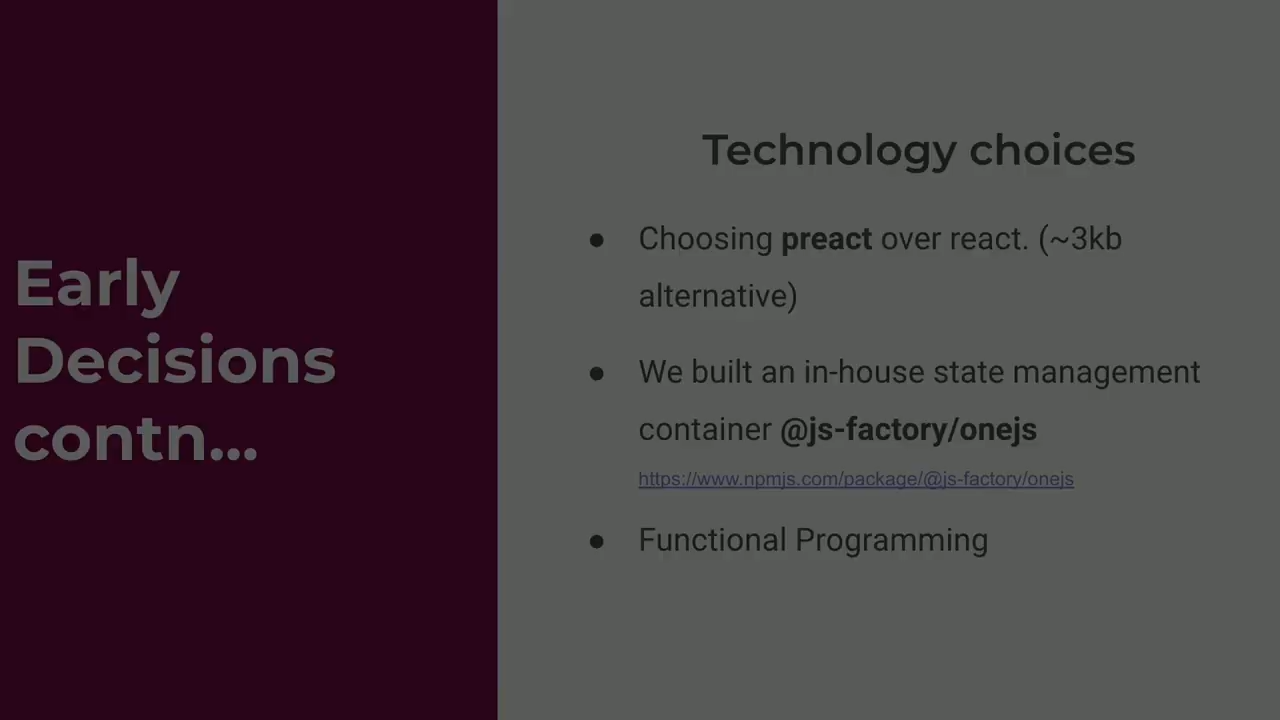 Early
Decisions
contn...
Technology choices
● Choosing preact over react. (~3kb
alternative)
● We built an in-house state management
container @js-factory/onejs
https://www.npmjs.com/package/@js-factory/onejs
● Functional Programming